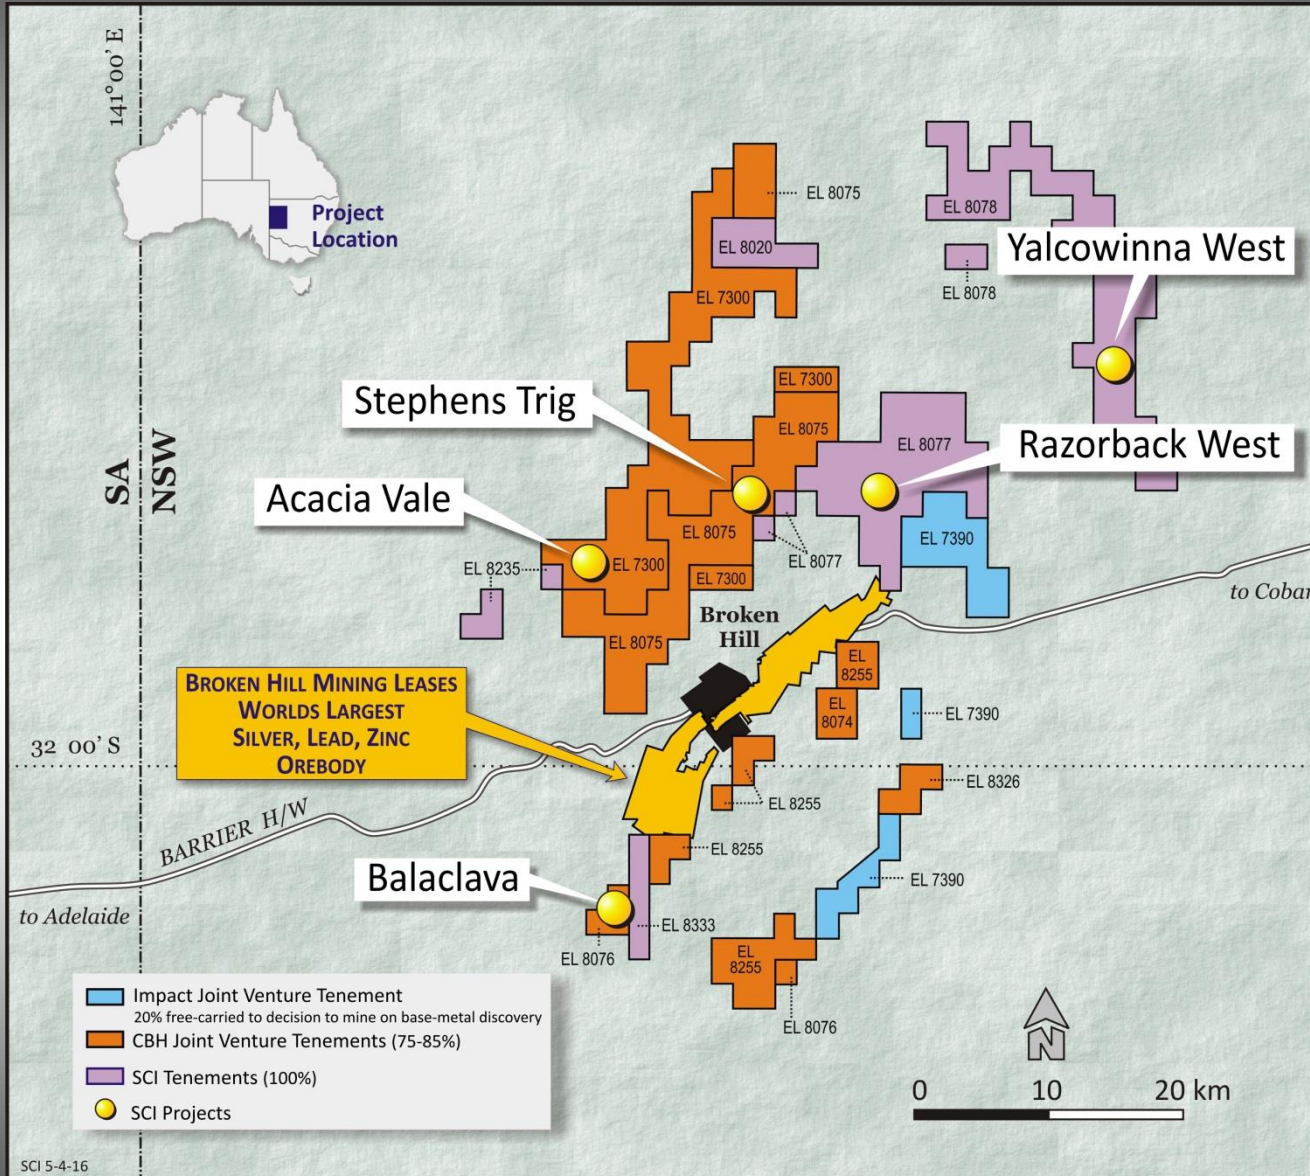 141°00' E
Project
Location
EL 8075
EL 8078
EL 8020
Yalcowinna West
EL 8078
EL 7300
Stephens Trig
EL 7300
EL 8075
EL 8077
Razorback West
SA
NSW
Acacia Vale
EL 8075
EL 7390
EL 8235
EL 7300
EL 8077
EL 7300
to Cobar
Broken
Hill
EL 8075
EL
8255
BROKEN HILL MINING LEASES
WORLDS LARGEST
SILVER, LEAD, ZINC
OREBODY
EL
8074
EL 7390
32 00' S
EL 8326
EL 8255
BARRIER H/W
EL 8255
Balaclava
EL 7390
to Adelaide
EL 8333
EL 8076
EL
8255
EL 8076
Impact Joint Venture Tenement
20% free-carried to decision to mine on base-metal discovery
CBH Joint Venture Tenements (75-85%)
SCI Tenements (100%)
SCI Projects
N
0 10 20 km
SCI 5-4-16